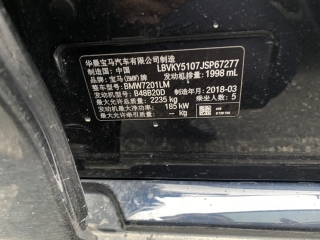 华晨宝马汽车有限公司制造
制造国: 中国 LBVKY5107JSP67277
品牌: 宝马(BMW)牌 发动机排量: 1998 mL
整车型号: BMW7201LM
发动机型号: B48B20D
最大允许总质量: 2235 kg 制造年月: 2018-03
发动机最大净功率: 185 kW 乘坐人数: 5